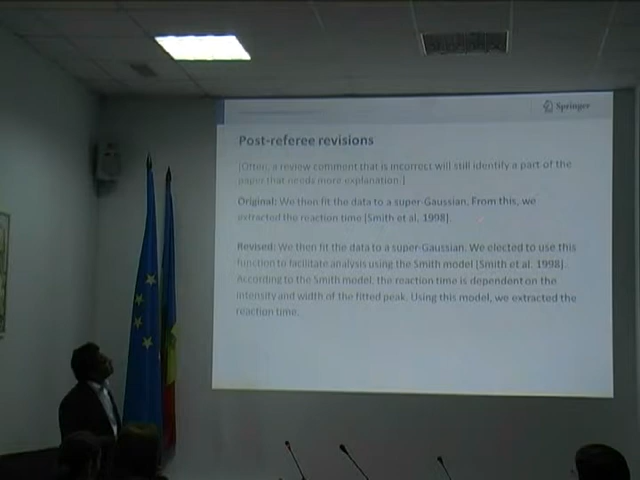 Springer
Post-referee revisions
[Often, a review comment that is incorrect will still identify a part of the
paper that needs more explanation.]
Original: We then fit the data to a super-Gaussian. From this, we
extracted the reaction time [Smith et al, 1998].
Revised: We then fit the data to a super-Gaussian. We elected to use this
function to facilitate analysis using the Smith model [Smith et al. 1998].
According to the Smith model, the reaction time is dependent on the
intensity and width of the fitted peak. Using this model, we extracted the
reaction time.